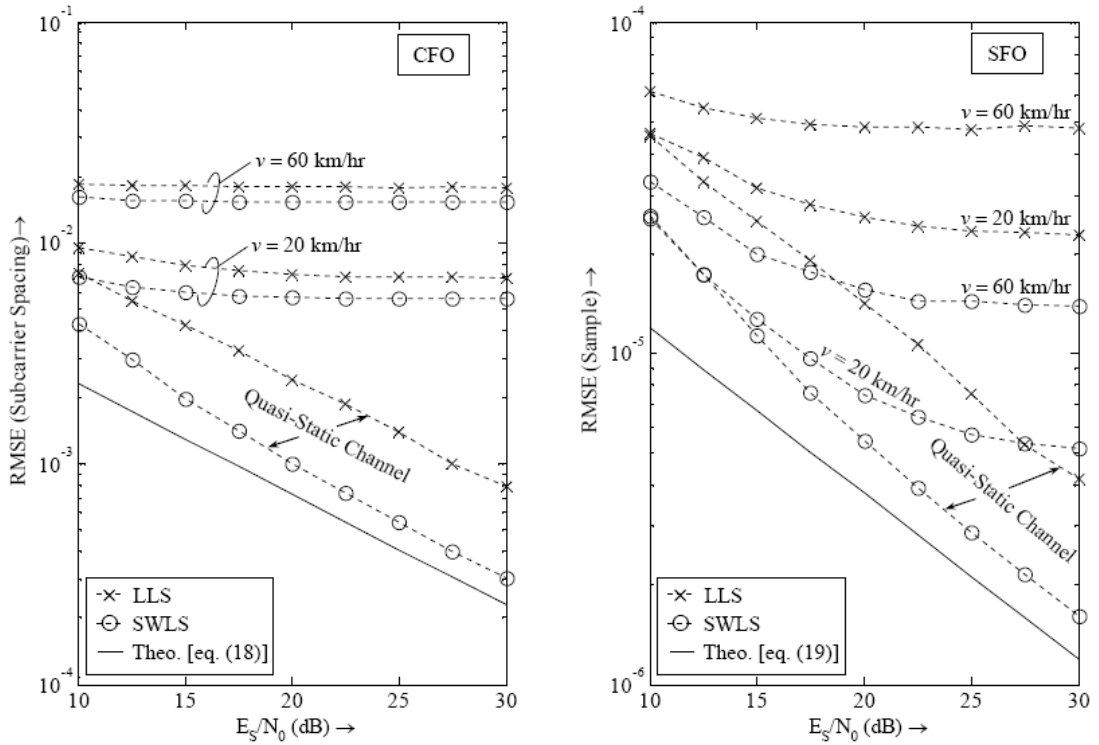 CFO
RMSE (Subcarrier Spacing)→
10⁻¹
10⁻²
10⁻³
10⁻⁴
v = 60 km/hr
v = 20 km/hr
Quasi-Static Channel
LLS
SWLS
Theo. [eq. (18)]
10 15 20 25 30
E_S/N_0 (dB) →
SFO
RMSE (Sample)→
10⁻⁴
10⁻⁵
10⁻⁶
v = 60 km/hr
v = 20 km/hr
v = 60 km/hr
v = 20 km/hr
Quasi-Static Channel
LLS
SWLS
Theo. [eq. (19)]
10 15 20 25 30
E_S/N_0 (dB) →